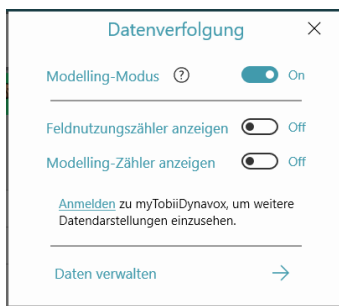 Datenverfolgung
Modelling-Modus ? On
Feldnutzungszähler anzeigen Off
Modelling-Zähler anzeigen Off
Anmelden zu myTobiiDynavox, um weitere
Datendarstellungen einzusehen.
Daten verwalten